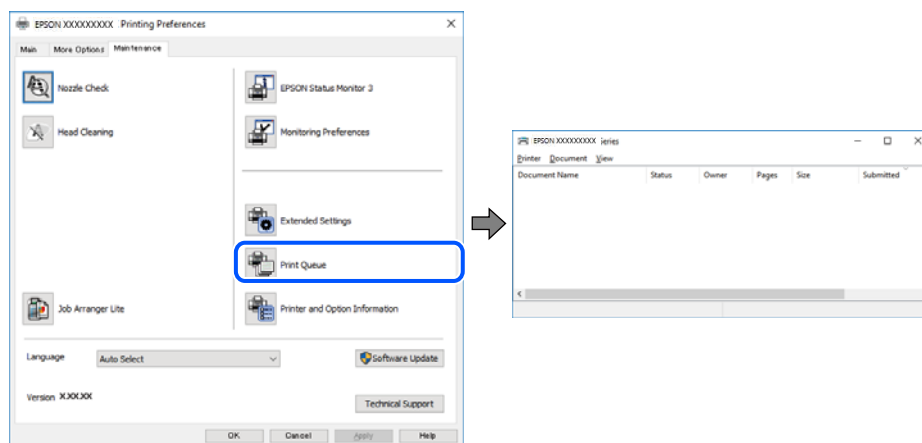 EPSON XXXXXXXXX Printing Preferences
Main More Options Maintenance
Nozzle Check
EPSON Status Monitor 3
Head Cleaning
Monitoring Preferences
Extended Settings
Print Queue
Job Arranger Lite
Printer and Option Information
Language Auto Select
Software Update
Version X.XX.XX
Technical Support
OK Cancel Apply Help
EPSON XXXXXXXXX ieries
Printer Document View
Document Name Status Owner Pages Size Submitted